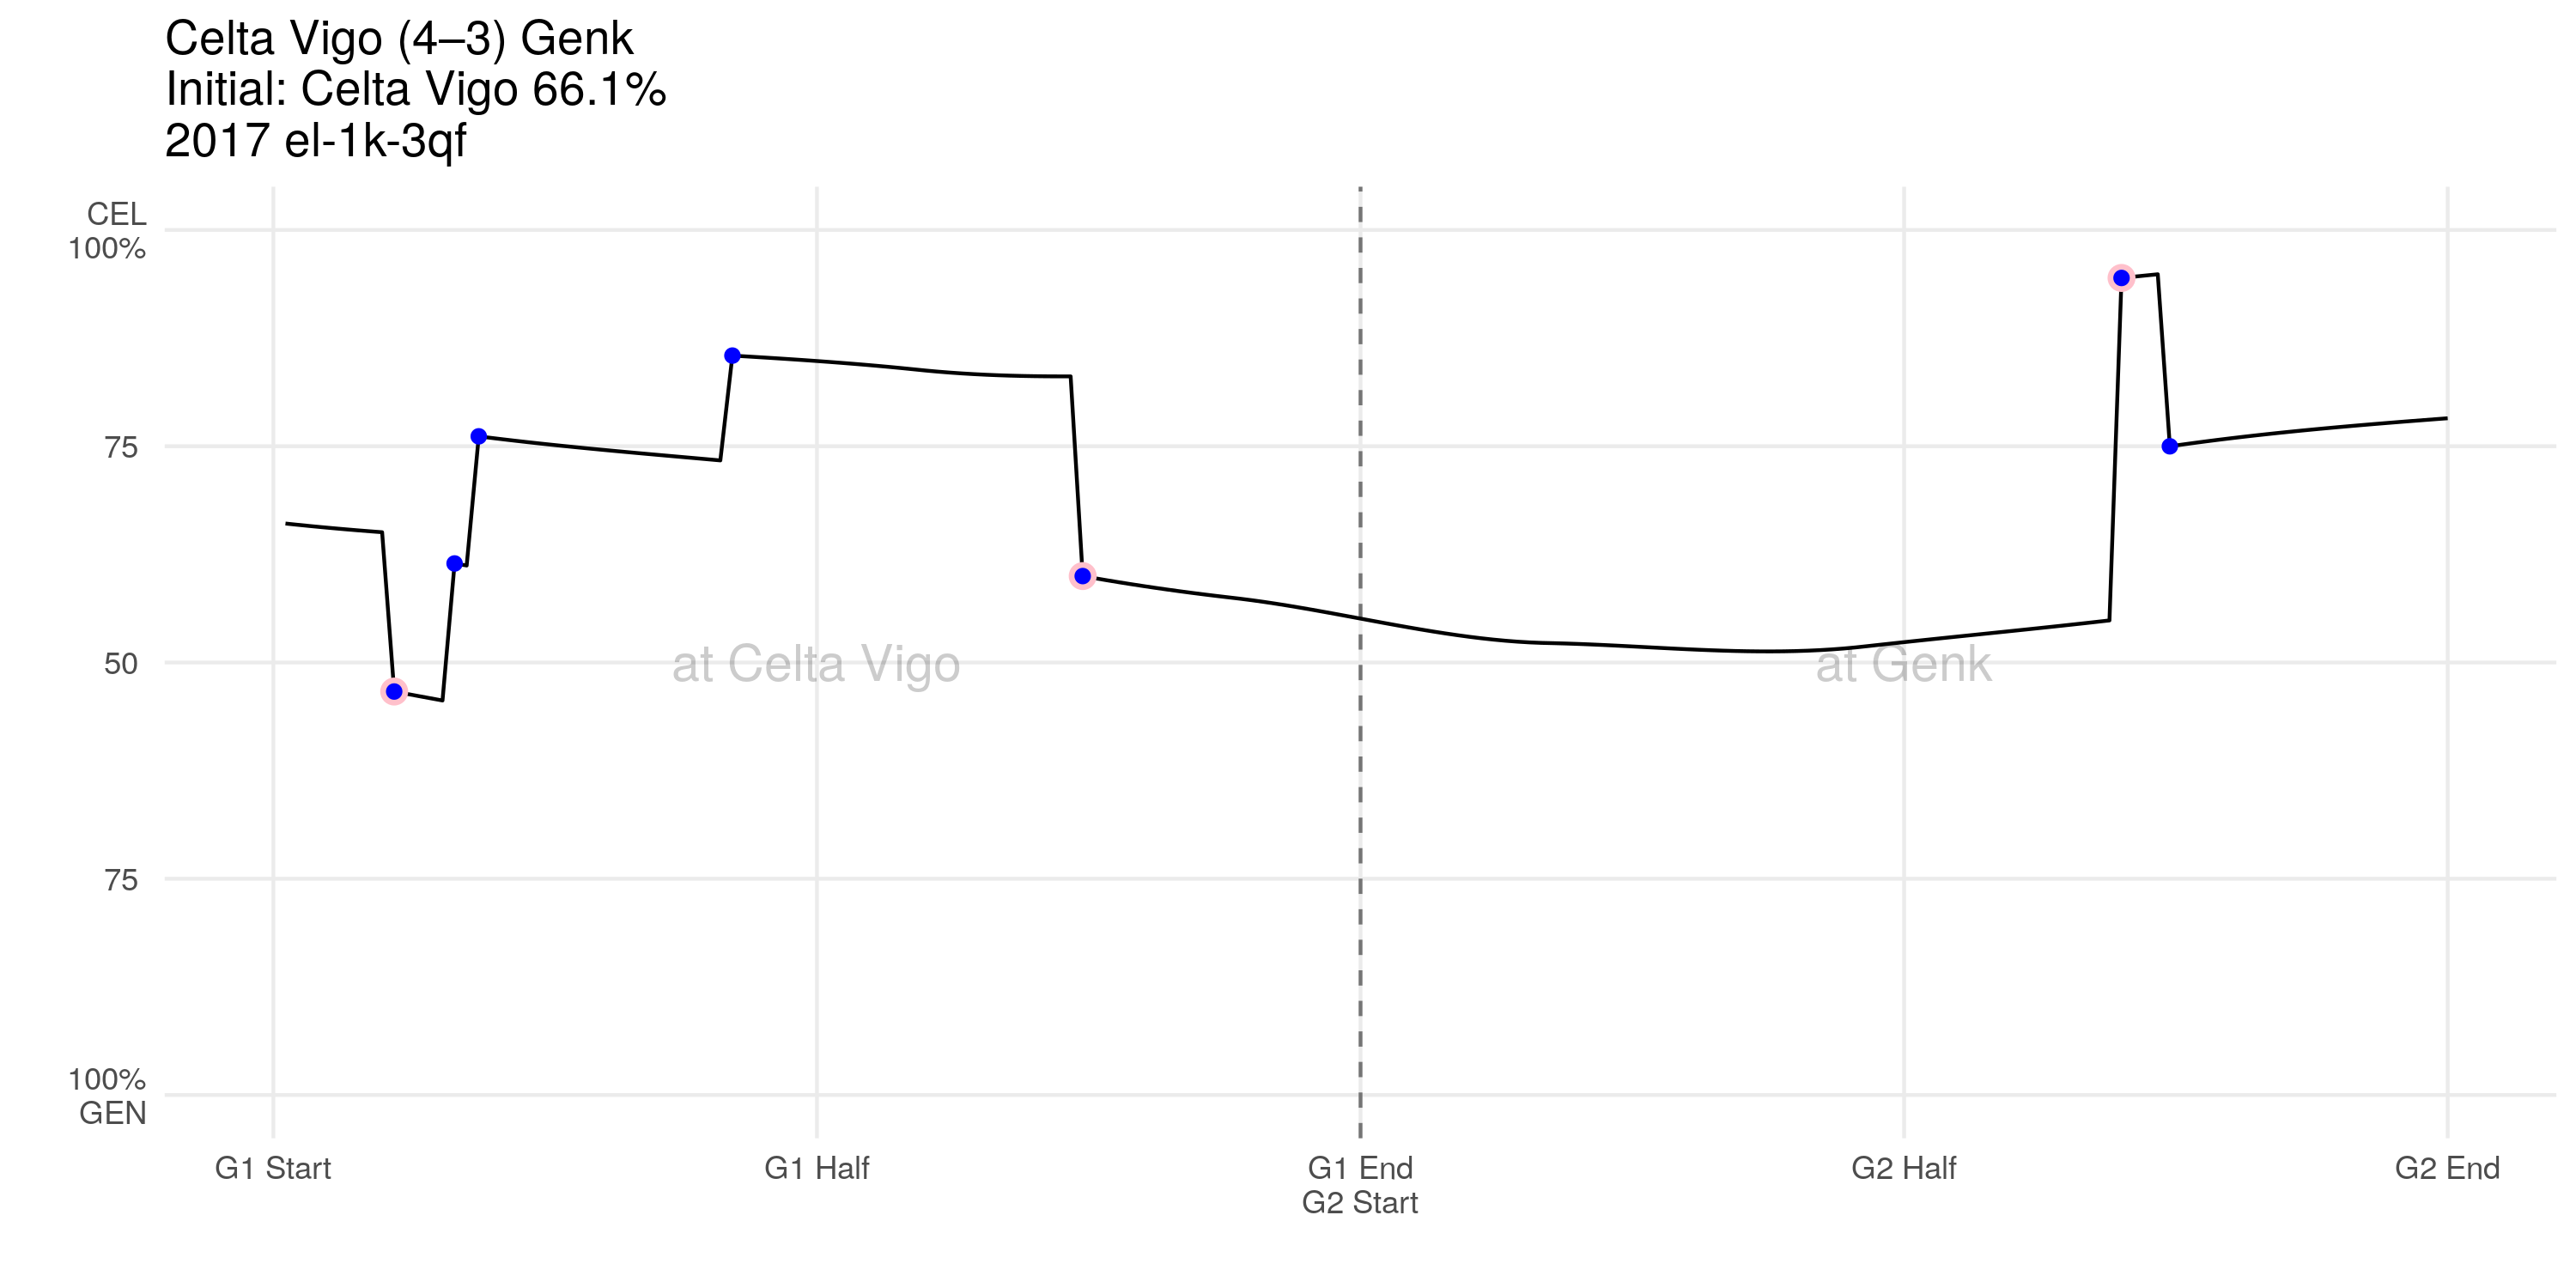 Celta Vigo (4–3) Genk
Initial: Celta Vigo 66.1%
2017 el-1k-3qf
CEL
100%
75
50
75
100%
GEN
at Celta Vigo
at Genk
G1 Start
G1 Half
G1 End
G2 Start
G2 Half
G2 End